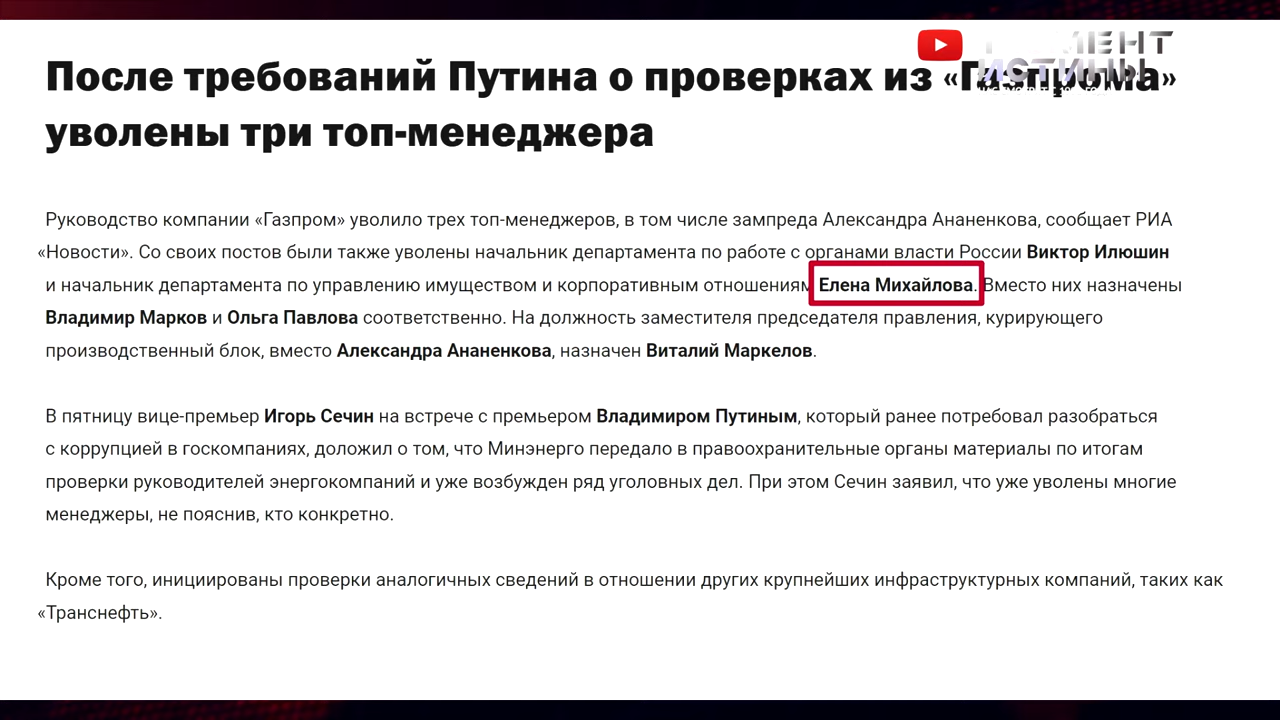 После требований Путина о проверках из «Газпрома»
уволены три топ-менеджера
Руководство компании «Газпром» уволило трех топ-менеджеров, в том числе зампреда Александра Ананенкова, сообщает РИА
«Новости». Со своих постов были также уволены начальник департамента по работе с органами власти России Виктор Илюшин
и начальник департамента по управлению имуществом и корпоративным отношениям Елена Михайлова. Вместо них назначены
Владимир Марков и Ольга Павлова соответственно. На должность заместителя председателя правления, курирующего
производственный блок, вместо Александра Ананенкова, назначен Виталий Маркелов.
В пятницу вице-премьер Игорь Сечин на встрече с премьером Владимиром Путиным, который ранее потребовал разобраться
с коррупцией в госкомпаниях, доложил о том, что Минэнерго передало в правоохранительные органы материалы по итогам
проверки руководителей энергокомпаний и уже возбужден ряд уголовных дел. При этом Сечин заявил, что уже уволены многие
менеджеры, не пояснив, кто конкретно.
Кроме того, инициированы проверки аналогичных сведений в отношении других крупнейших инфраструктурных компаний, таких как
«Транснефть».